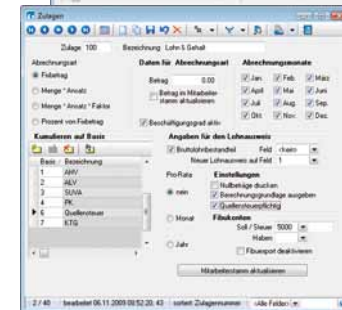 Zulagen
Zulage 100 Bezeichnung Lohn & Gehalt
Abrechnungsart
Fixbetrag
Menge * Ansatz
Menge * Ansatz * Faktor
Prozent von Fixbetrag
Daten für Abrechnungsart
Betrag 0.00
Betrag in Mitarbeiter-
stamm aktualisieren
Beschäftigungsgrad aktiv
Abrechnungsmonate
Jan. Feb. März
April Mai Juni
Juli Aug. Sep.
Okt. Nov. Dez.
Kumulieren auf Basis
Basis Bezeichnung
1 AHV
2 ALV
3 SUVA
4 PK
6 Quellensteuer
7 KTG
Angaben für den Lohnausweis
Bruttolohnbestandteil Feld <kein>
Neuer Lohnausweis auf Feld 1
Pro-Rata
nein
Monat
Jahr
Einstellungen
Nullbeträge drucken
Berechnungsgrundlage ausgeben
Quellensteuerpflichtig
Fibukonten
Soll / Steuer 5000
Haben
Fibuexport deaktivieren
Mitarbeiterstamm aktualisieren
2 / 40 bearbeitet 06.11.2009 09:52:20, 43 sortiert: Zulagennummer <Alle Felder>